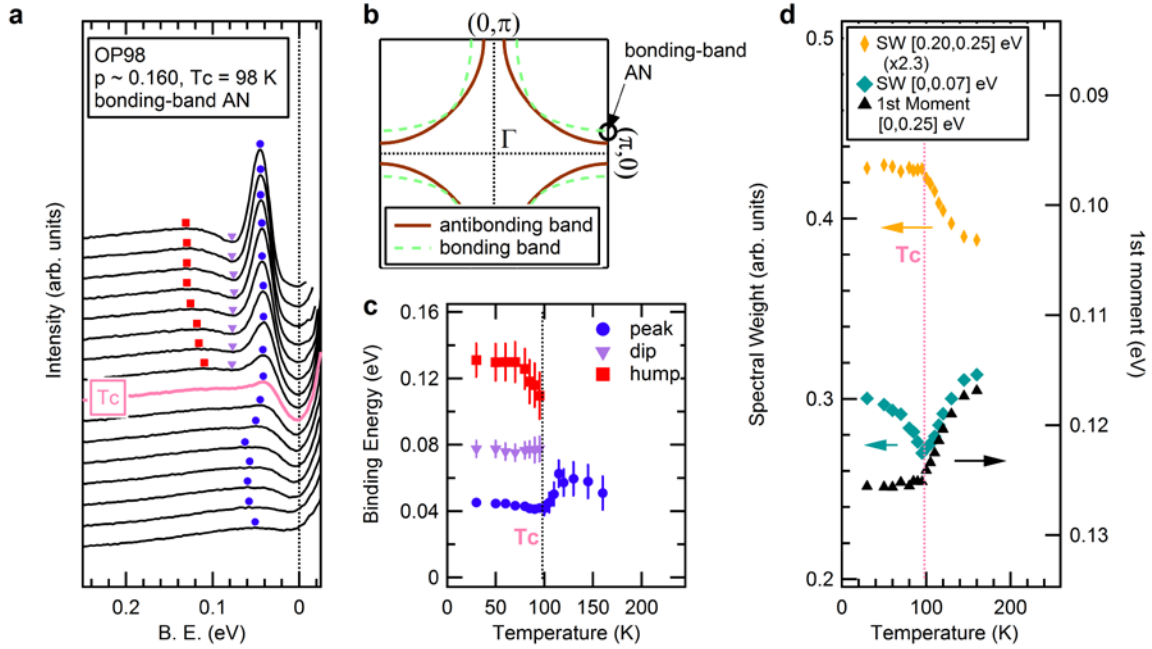 a
OP98
p ~ 0.160, Tc = 98 K
bonding-band AN
Tc
Intensity (arb. units)
0.2
0.1
0
B. E. (eV)
b
(0,π)
bonding-band
AN
Γ
(π,0)
antibonding band
bonding band
c
0.16
0.12
0.08
0.04
0
Binding Energy (eV)
peak
dip
hump
Tc
0
50
100
150
200
Temperature (K)
d
0.5
0.4
0.3
0.2
Spectral Weight (arb. units)
SW [0.20,0.25] eV
(x2.3)
SW [0,0.07] eV
1st Moment
[0,0.25] eV
Tc
0.09
0.10
0.11
0.12
0.13
1st moment (eV)
0
100
200
Temperature (K)